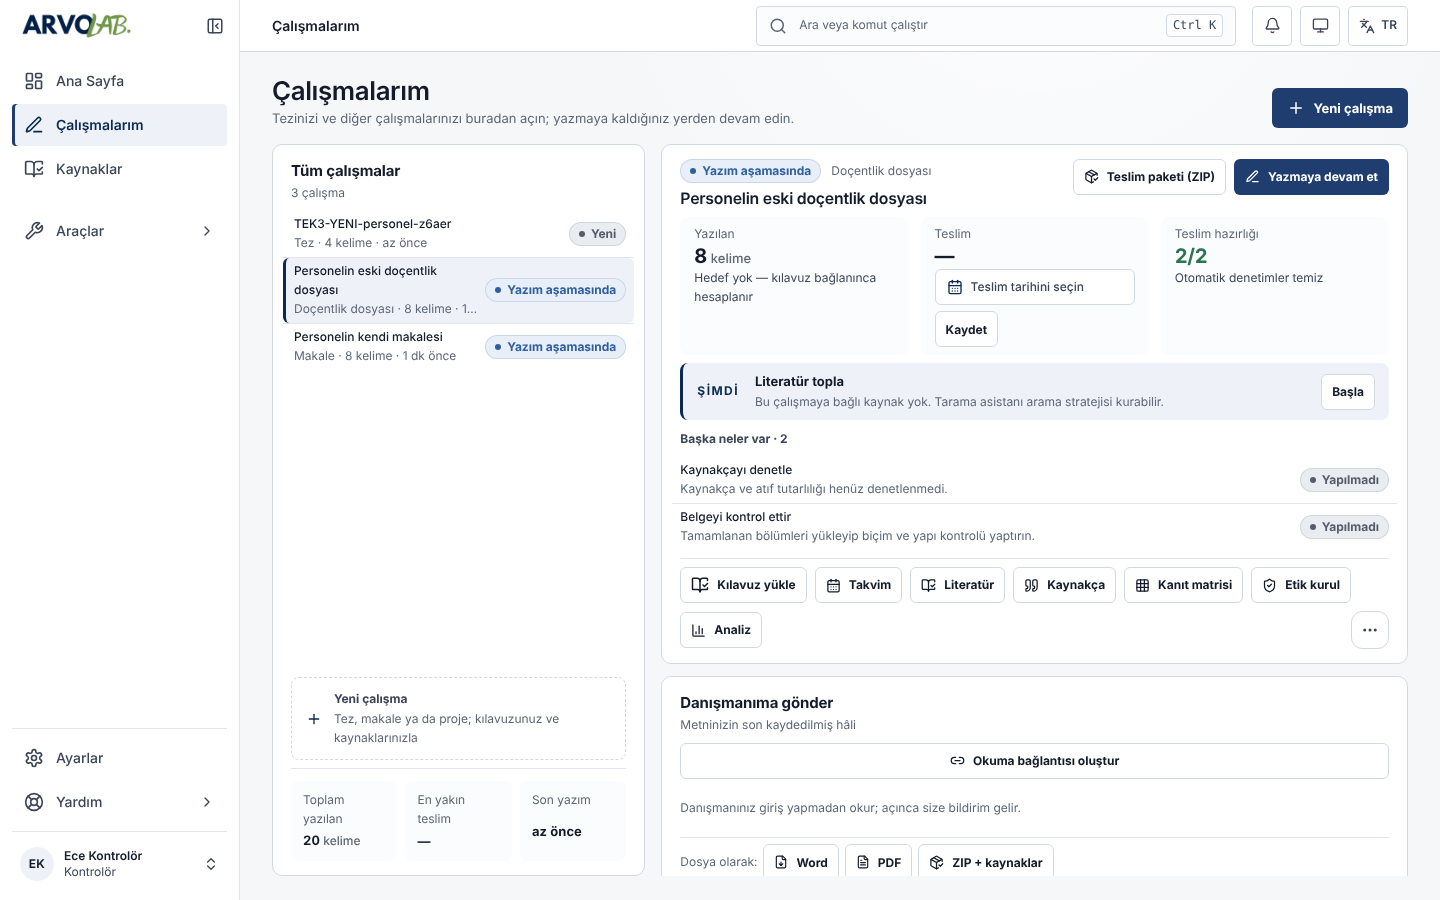 ARVOLAB.
Ana Sayfa
Çalışmalarım
Kaynaklar
Araçlar
Ayarlar
Yardım
EK
Ece Kontrolör
Kontrolör
Çalışmalarım
Ara veya komut çalıştır
Ctrl K
TR
Çalışmalarım
Tezinizi ve diğer çalışmalarınızı buradan açın; yazmaya kaldığınız yerden devam edin.
Yeni çalışma
Tüm çalışmalar
3 çalışma
TEK3-YENI-personel-z6aer
Tez · 4 kelime · az önce
Yeni
Personelin eski doçentlik
dosyası
Doçentlik dosyası · 8 kelime · 1...
Yazım aşamasında
Personelin kendi makalesi
Makale · 8 kelime · 1 dk önce
Yazım aşamasında
Yeni çalışma
Tez, makale ya da proje; kılavuzunuz ve
kaynaklarınızla
Toplam
yazılan
20 kelime
En yakın
teslim
—
Son yazım
az önce
Yazım aşamasında
Doçentlik dosyası
Personelin eski doçentlik dosyası
Teslim paketi (ZIP)
Yazmaya devam et
Yazılan
8 kelime
Hedef yok — kılavuz bağlanınca
hesaplanır
Teslim
—
Teslim tarihini seçin
Kaydet
Teslim hazırlığı
2/2
Otomatik denetimler temiz
ŞİMDİ
Literatür topla
Bu çalışmaya bağlı kaynak yok. Tarama asistanı arama stratejisi kurabilir.
Başla
Başka neler var · 2
Kaynakçayı denetle
Kaynakça ve atıf tutarlılığı henüz denetlenmedi.
Yapılmadı
Belgeyi kontrol ettir
Tamamlanan bölümleri yükleyip biçim ve yapı kontrolü yaptırın.
Yapılmadı
Kılavuz yükle
Takvim
Literatür
Kaynakça
Kanıt matrisi
Etik kurul
Analiz
Danışmanıma gönder
Metninizin son kaydedilmiş hâli
Okuma bağlantısı oluştur
Danışmanınız giriş yapmadan okur; açınca size bildirim gelir.
Dosya olarak:
Word
PDF
ZIP + kaynaklar